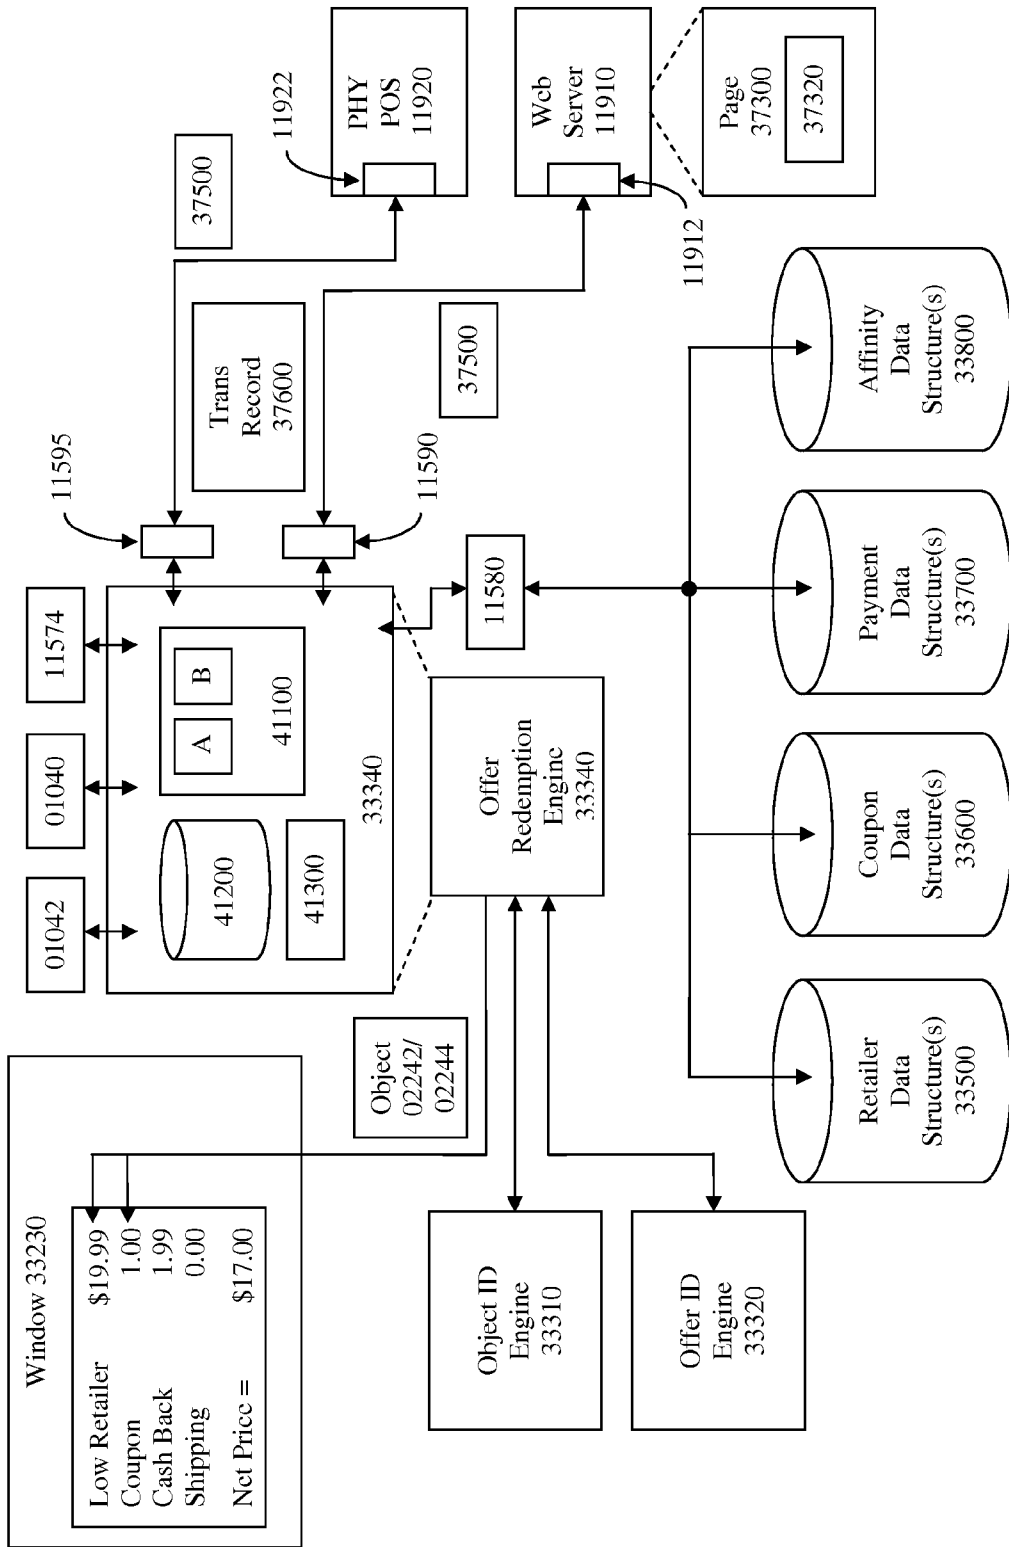 Window 33230
Low Retailer $19.99
Coupon 1.00
Cash Back 1.99
Shipping 0.00
Net Price = $17.00
01042
01040
11574
41200
41300
A
B
41100
33340
11595
11590
Trans
Record
37600
37500
37500
11922
PHY
POS
11920
Web
Server
11910
11912
Page
37300
37320
Object
02242/
02244
Offer
Redemption
Engine
33340
11580
Object ID
Engine
33310
Offer ID
Engine
33320
Retailer
Data
Structure(s)
33500
Coupon
Data
Structure(s)
33600
Payment
Data
Structure(s)
33700
Affinity
Data
Structure(s)
33800